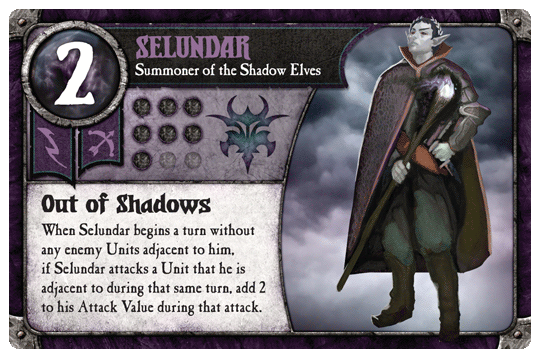 2
SELUNDAR
Summoner of the Shadow Elves
Out of Shadows
When Selundar begins a turn without
any enemy Units adjacent to him,
if Selundar attacks a Unit that he is
adjacent to during that same turn, add 2
to his Attack Value during that attack.